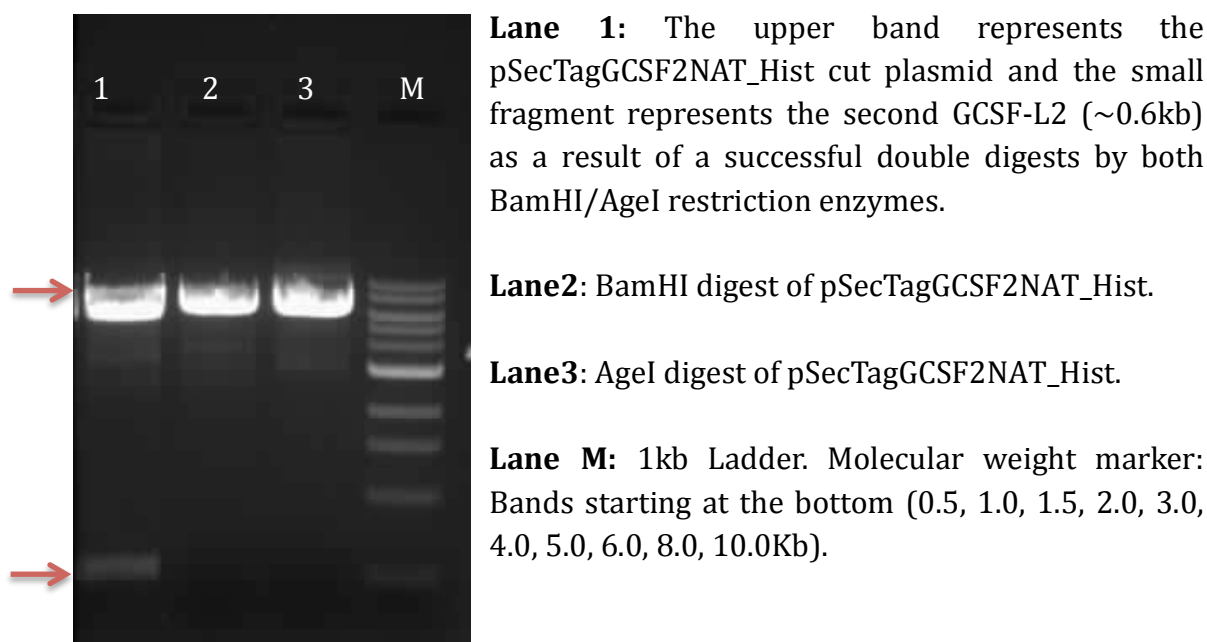 1 2 3 M
Lane 1: The upper band represents the
pSecTagGCSF2NAT_Hist cut plasmid and the small
fragment represents the second GCSF-L2 (~0.6kb)
as a result of a successful double digests by both
BamHI/AgeI restriction enzymes.
Lane2: BamHI digest of pSecTagGCSF2NAT_Hist.
Lane3: AgeI digest of pSecTagGCSF2NAT_Hist.
Lane M: 1kb Ladder. Molecular weight marker:
Bands starting at the bottom (0.5, 1.0, 1.5, 2.0, 3.0,
4.0, 5.0, 6.0, 8.0, 10.0Kb).